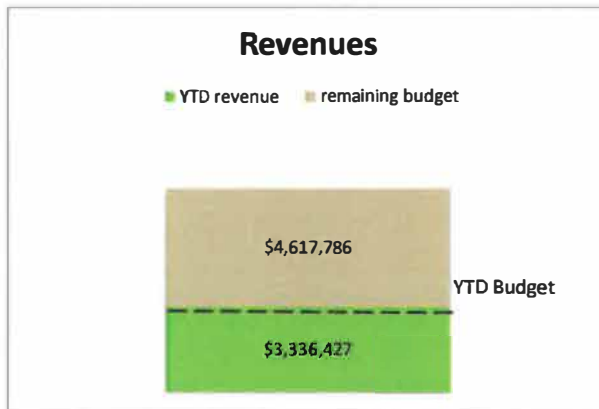 Revenues
YTD revenue remaining budget
$4,617,786
YTD Budget
$3,336,427